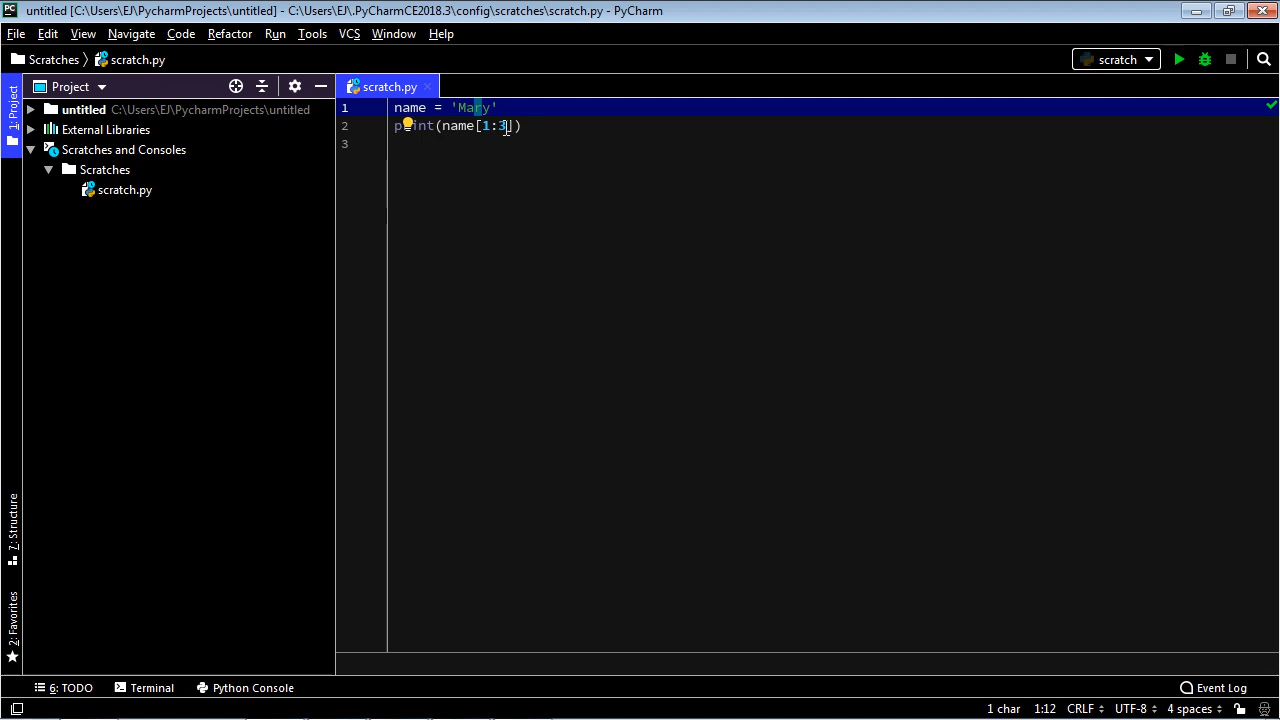 untitled [C:\Users\EJ\PycharmProjects\untitled] - C:\Users\EJ\.PyCharmCE2018.3\config\scratches\scratch.py - PyCharm
File Edit View Navigate Code Refactor Run Tools VCS Window Help
Scratches scratch.py scratch
1: Project
Project
scratch.py
untitled C:\Users\EJ\PycharmProjects\untitled
External Libraries
Scratches and Consoles
Scratches
scratch.py
1 name = 'Mary'
2 print(name[1:3])
3
7: Structure
2: Favorites
6: TODO Terminal Python Console Event Log
1 char 1:12 CRLF UTF-8 4 spaces